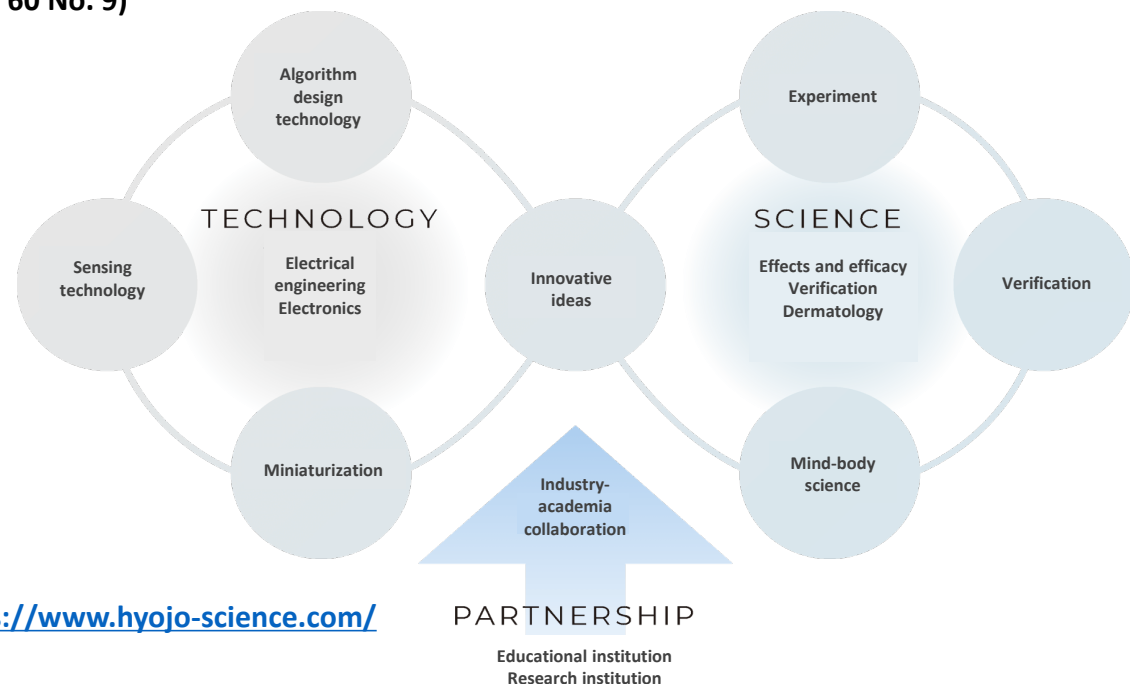 60 No. 9)
Algorithm
design
technology
Experiment
TECHNOLOGY
SCIENCE
Sensing
technology
Electrical
engineering
Electronics
Innovative
ideas
Effects and efficacy
Verification
Dermatology
Verification
Miniaturization
Mind-body
science
Industry-
academia
collaboration
://www.hyojo-science.com/
PARTNERSHIP
Educational institution
Research institution